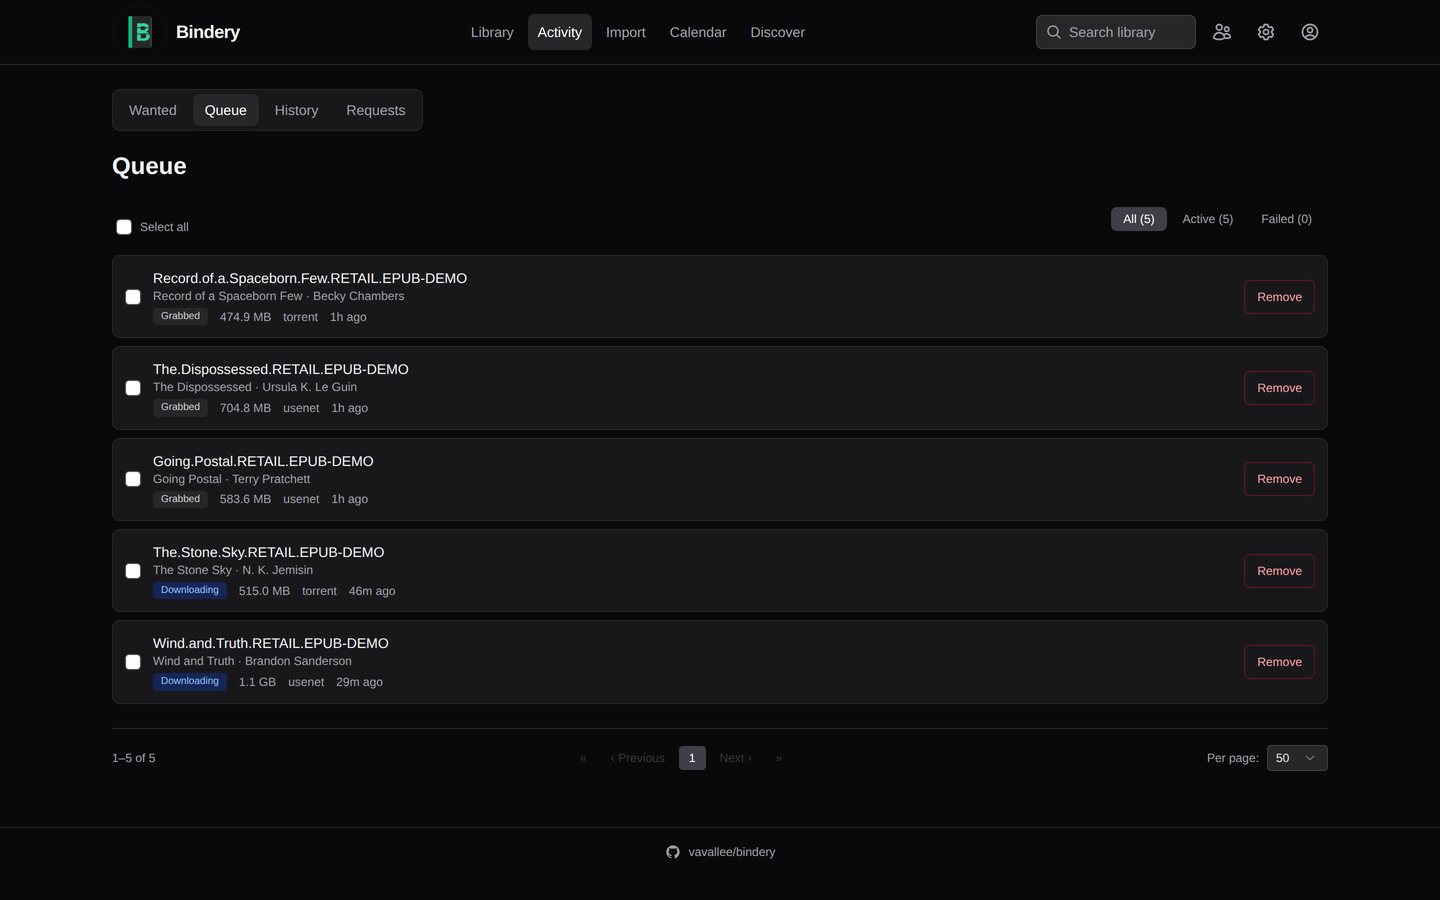 Bindery
Library
Activity
Import
Calendar
Discover
Search library
Wanted
Queue
History
Requests
Queue
Select all
All (5)
Active (5)
Failed (0)
Record.of.a.Spaceborn.Few.RETAIL.EPUB-DEMO
Record of a Spaceborn Few · Becky Chambers
Grabbed 474.9 MB torrent 1h ago
Remove
The.Dispossessed.RETAIL.EPUB-DEMO
The Dispossessed · Ursula K. Le Guin
Grabbed 704.8 MB usenet 1h ago
Remove
Going.Postal.RETAIL.EPUB-DEMO
Going Postal · Terry Pratchett
Grabbed 583.6 MB usenet 1h ago
Remove
The.Stone.Sky.RETAIL.EPUB-DEMO
The Stone Sky · N. K. Jemisin
Downloading 515.0 MB torrent 46m ago
Remove
Wind.and.Truth.RETAIL.EPUB-DEMO
Wind and Truth · Brandon Sanderson
Downloading 1.1 GB usenet 29m ago
Remove
1–5 of 5
« ‹ Previous 1 Next › »
Per page: 50
vavallee/bindery